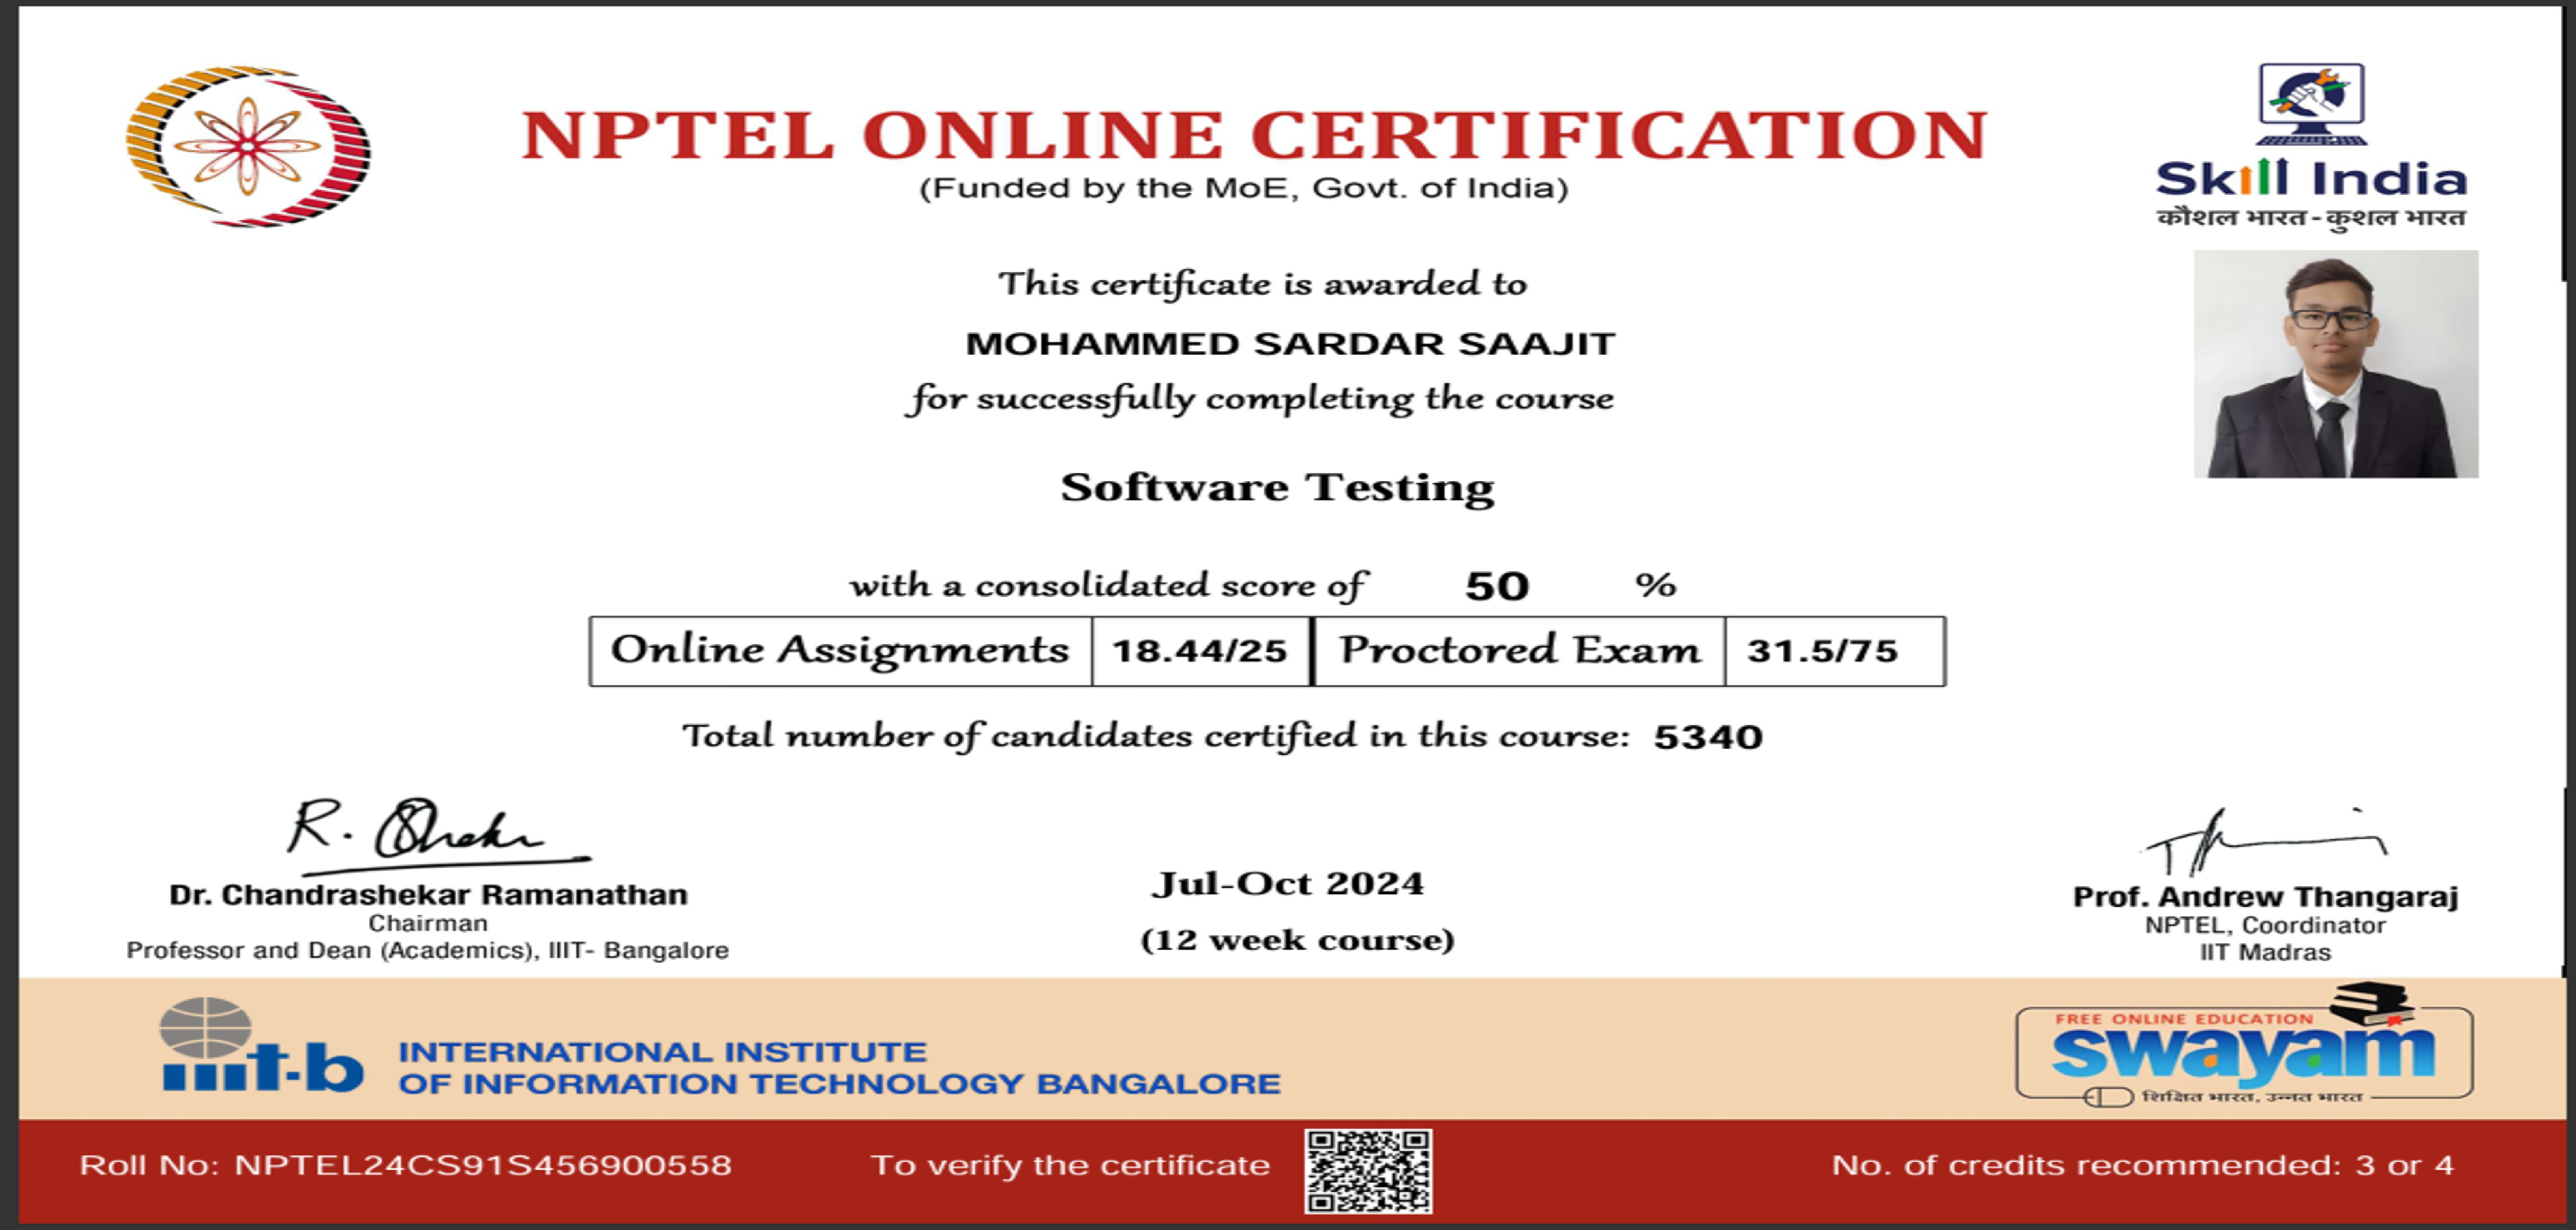 NPTEL ONLINE CERTIFICATION
(Funded by the MoE, Govt. of India)
Skill India
कौशल भारत - कुशल भारत
This certificate is awarded to
MOHAMMED SARDAR SAAJIT
for successfully completing the course
Software Testing
with a consolidated score of 50 %
Online Assignments 18.44/25 Proctored Exam 31.5/75
Total number of candidates certified in this course: 5340
Dr. Chandrashekar Ramanathan
Chairman
Professor and Dean (Academics), IIIT- Bangalore
Jul-Oct 2024
(12 week course)
Prof. Andrew Thangaraj
NPTEL, Coordinator
IIT Madras
iiit-b
INTERNATIONAL INSTITUTE
OF INFORMATION TECHNOLOGY BANGALORE
FREE ONLINE EDUCATION
swayam
शिक्षित भारत, उन्नत भारत
Roll No: NPTEL24CS91S456900558
To verify the certificate
No. of credits recommended: 3 or 4